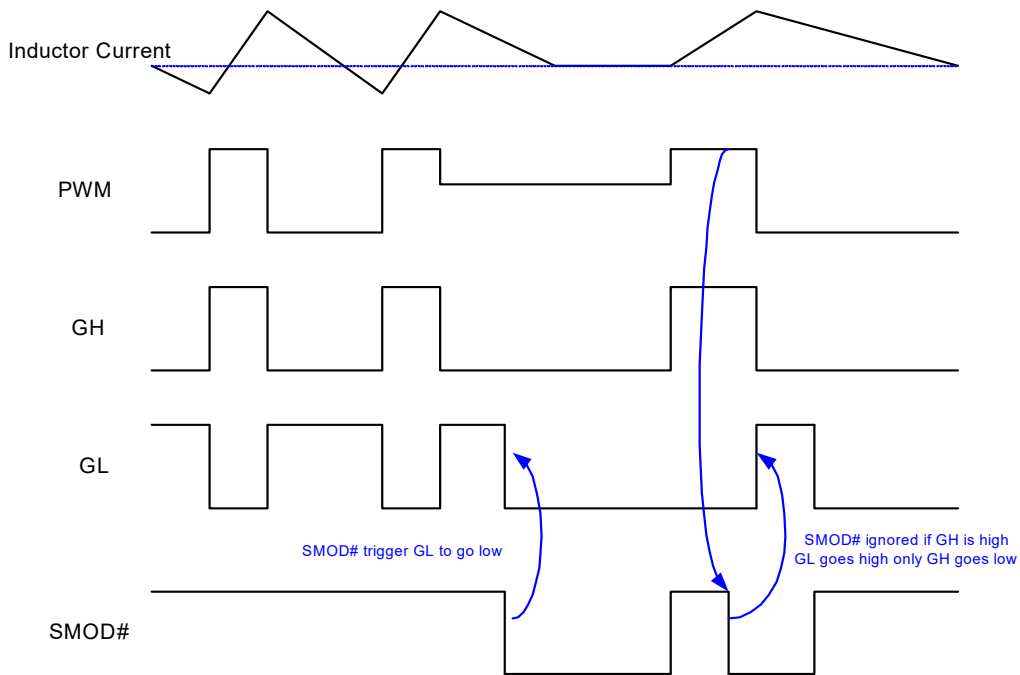 Inductor Current
PWM
GH
GL
SMOD# trigger GL to go low
SMOD# ignored if GH is high
GL goes high only GH goes low
SMOD#